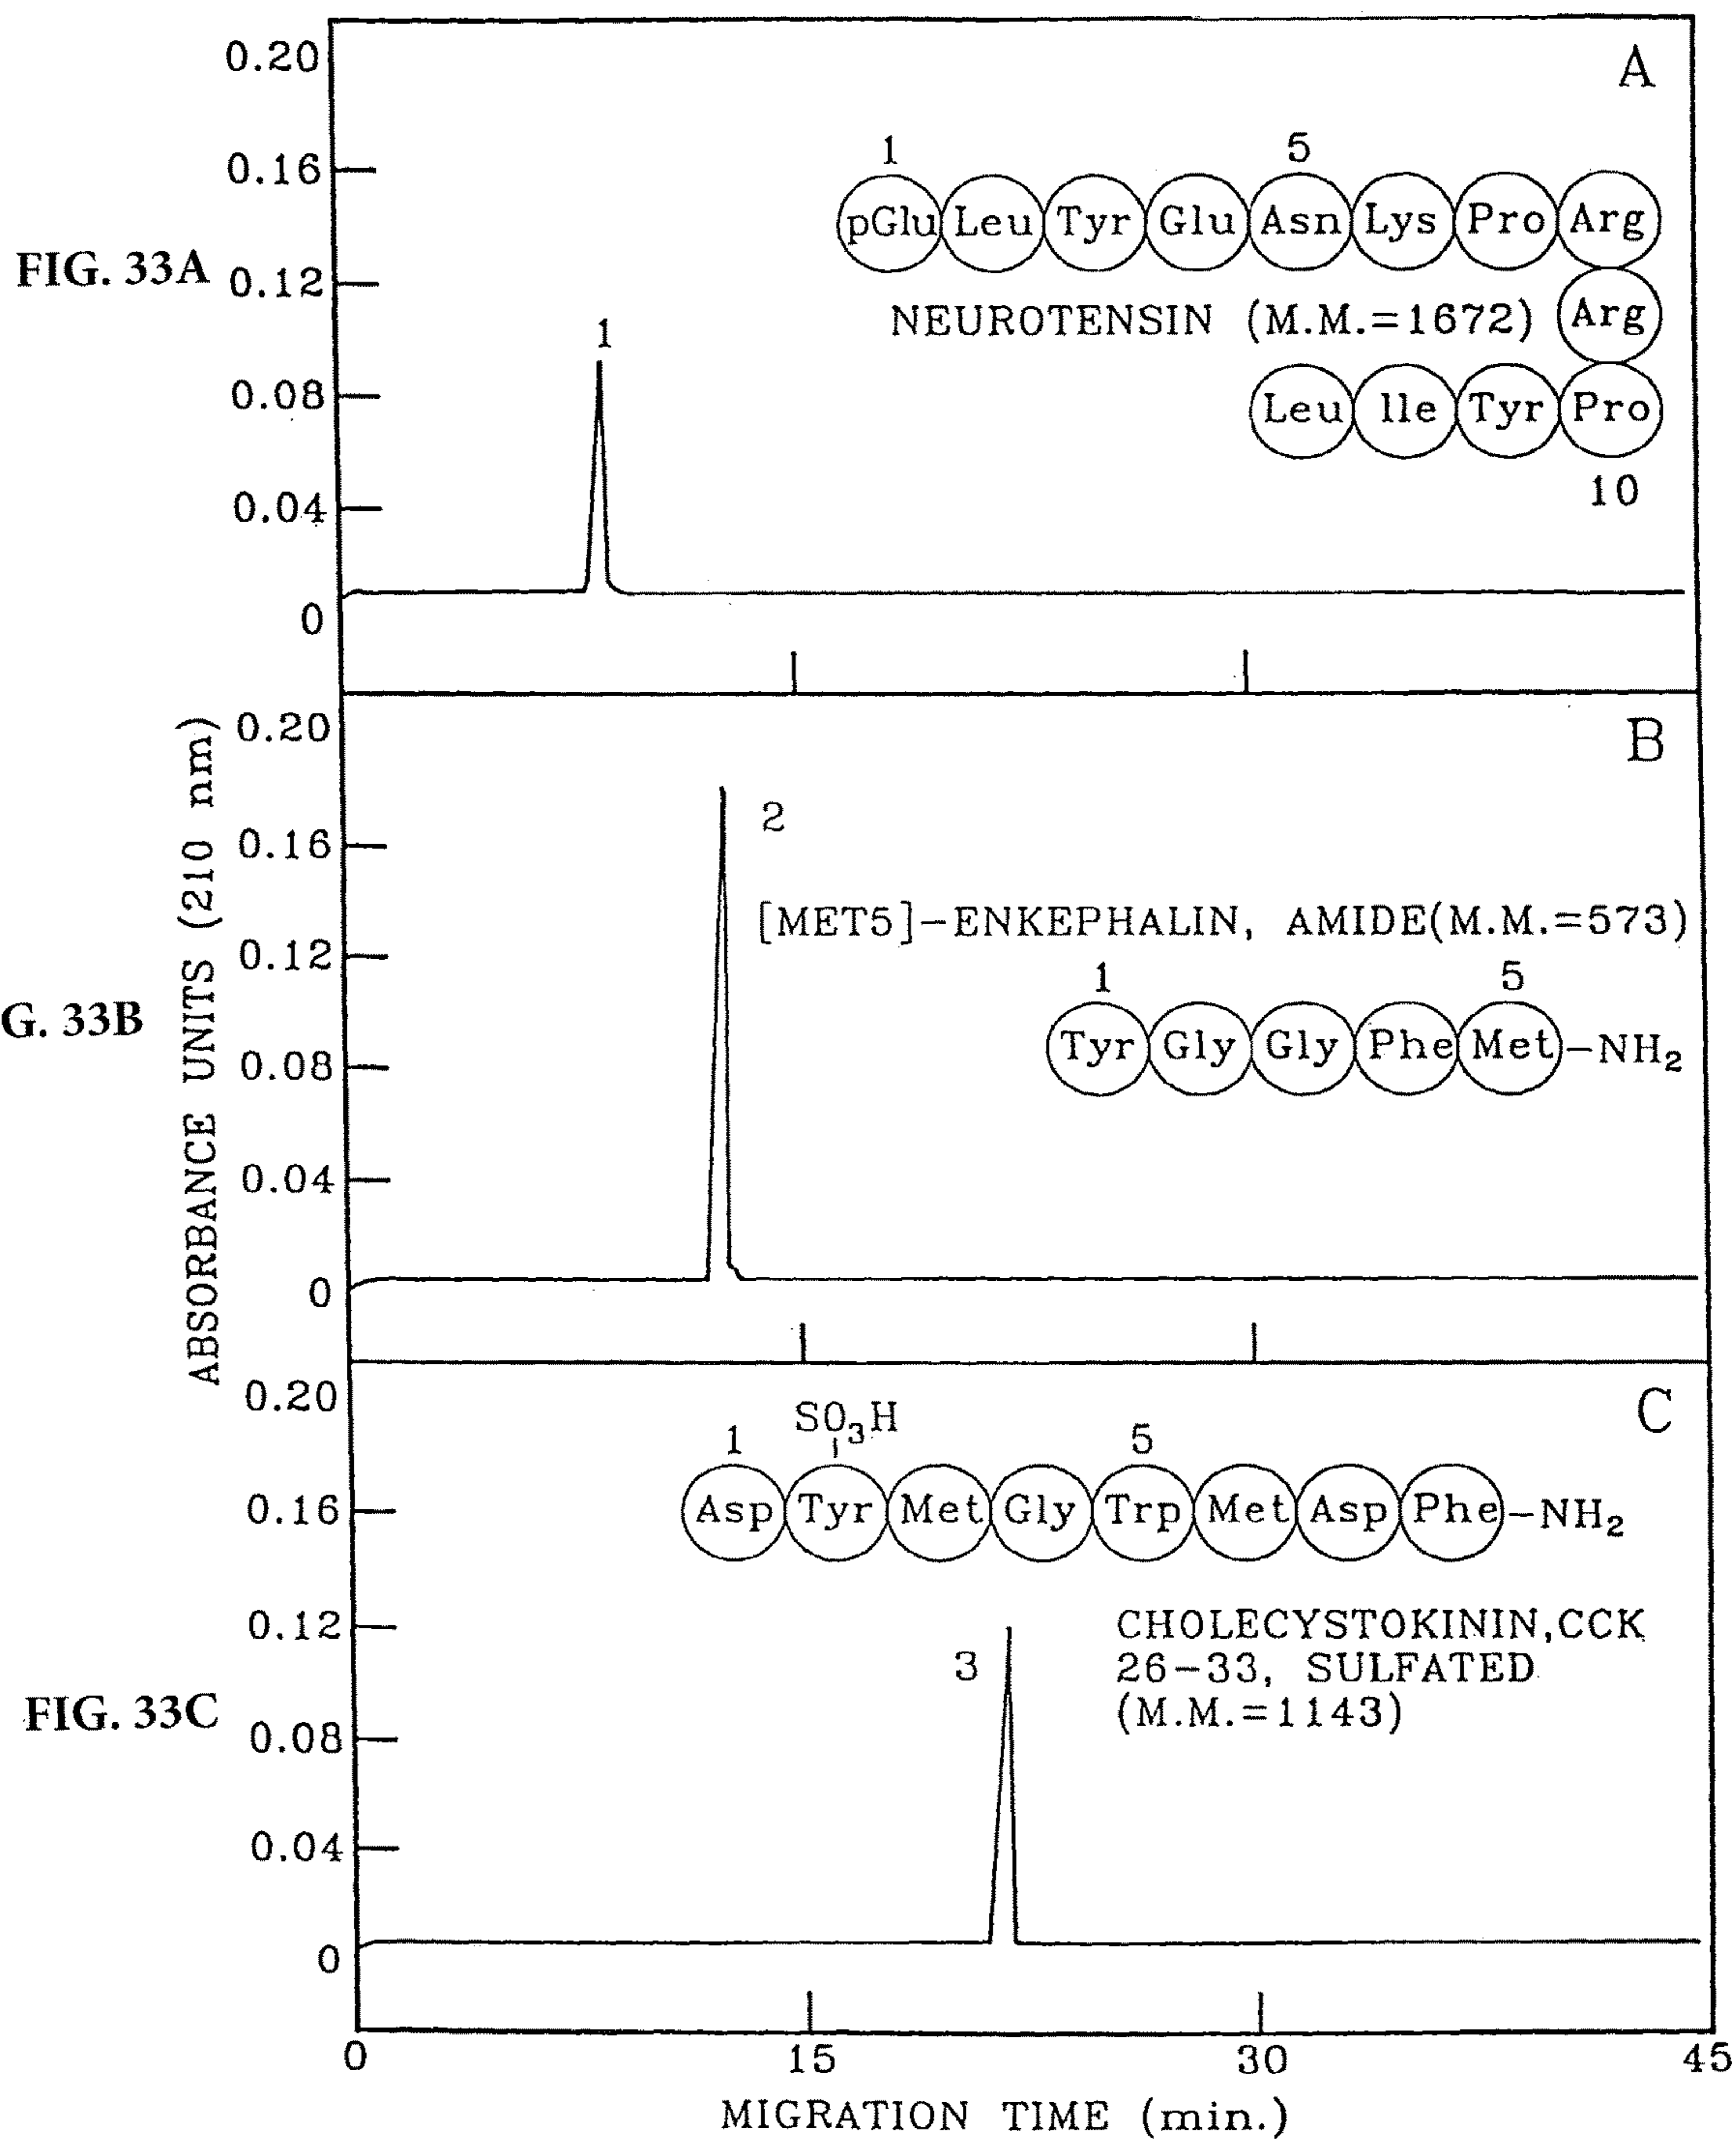 A
0.20
1
5
0.16
pGlu Leu Tyr Glu Asn Lys Pro Arg
FIG. 33A
0.12
NEUROTENSIN (M.M.=1672)
Arg
1
0.08
Leu Ile Tyr Pro
10
0.04
0
B
0.20
2
0.16
[MET5]-ENKEPHALIN, AMIDE(M.M.=573)
0.12
1
5
G. 33B
Tyr Gly Gly Phe Met-NH2
0.08
0.04
0
ABSORBANCE UNITS (210 nm)
C
0.20
SO3H
1
5
0.16
Asp Tyr Met Gly Trp Met Asp Phe-NH2
0.12
CHOLECYSTOKININ,CCK
3
26-33, SULFATED
FIG. 33C
(M.M.=1143)
0.08
0.04
0
0 15 30 45
MIGRATION TIME (min.)